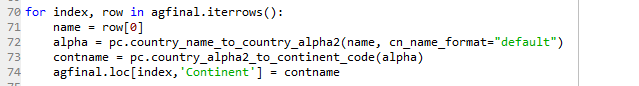 70 for index, row in agfinal.iterrows():
71     name = row[0]
72     alpha = pc.country_name_to_country_alpha2(name, cn_name_format="default")
73     contname = pc.country_alpha2_to_continent_code(alpha)
74     agfinal.loc[index,'Continent'] = contname